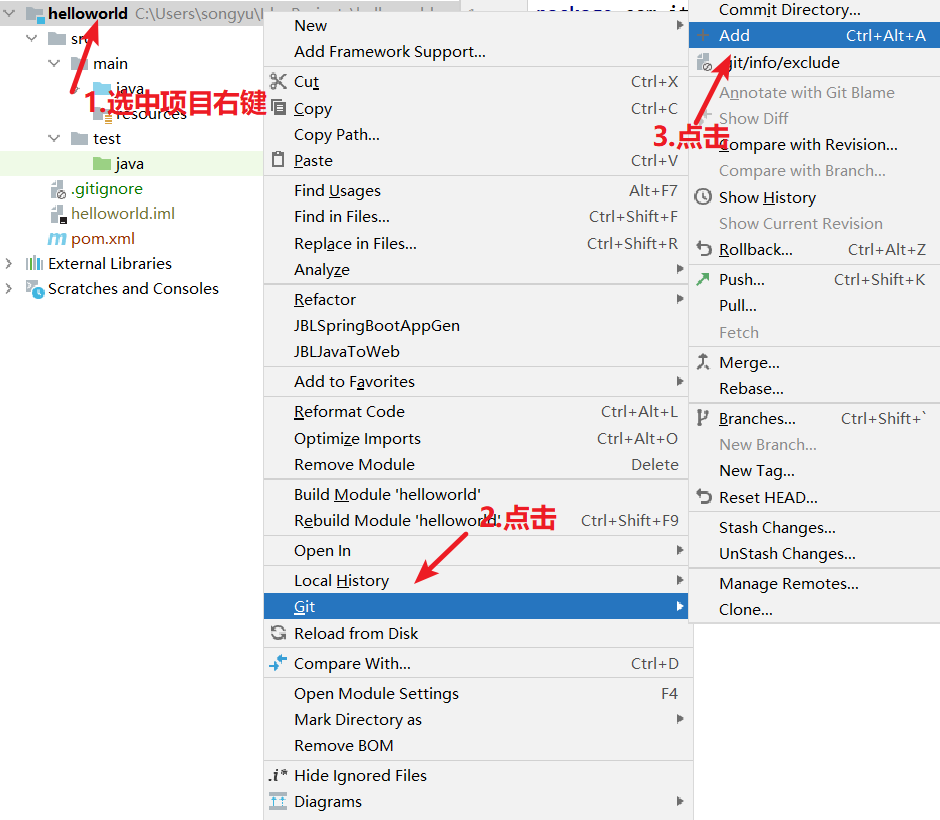 helloworld C:\Users\songyu\
src
main
java
1.选中项目右键
resources
test
java
.gitignore
helloworld.iml
pom.xml
External Libraries
Scratches and Consoles
New
Add Framework Support...
Cut Ctrl+X
Copy Ctrl+C
Copy Path...
Paste Ctrl+V
Find Usages Alt+F7
Find in Files... Ctrl+Shift+F
Replace in Files... Ctrl+Shift+R
Analyze
Refactor
JBLSpringBootAppGen
JBLJavaToWeb
Add to Favorites
Reformat Code Ctrl+Alt+L
Optimize Imports Ctrl+Alt+O
Remove Module Delete
Build Module 'helloworld'
Rebuild Module 'helloworld' Ctrl+Shift+F9
2.点击
Open In
Local History
Git
Reload from Disk
Compare With... Ctrl+D
Open Module Settings F4
Mark Directory as
Remove BOM
.i* Hide Ignored Files
Diagrams
Commit Directory...
Add Ctrl+Alt+A
.git/info/exclude
Annotate with Git Blame
Show Diff
3.点击
Compare with Revision...
Compare with Branch...
Show History
Show Current Revision
Rollback... Ctrl+Alt+Z
Push... Ctrl+Shift+K
Pull...
Fetch
Merge...
Rebase...
Branches... Ctrl+Shift+`
New Branch...
New Tag...
Reset HEAD...
Stash Changes...
UnStash Changes...
Manage Remotes...
Clone...